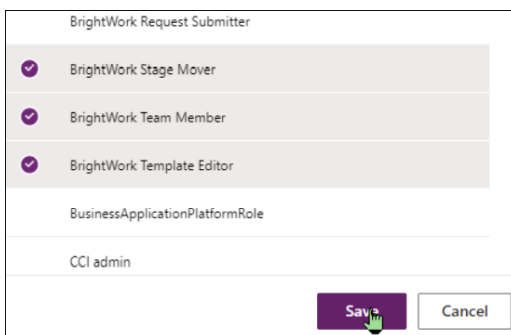 BrightWork Request Submitter
BrightWork Stage Mover
BrightWork Team Member
BrightWork Template Editor
BusinessApplicationPlatformRole
CCI admin
Save Cancel